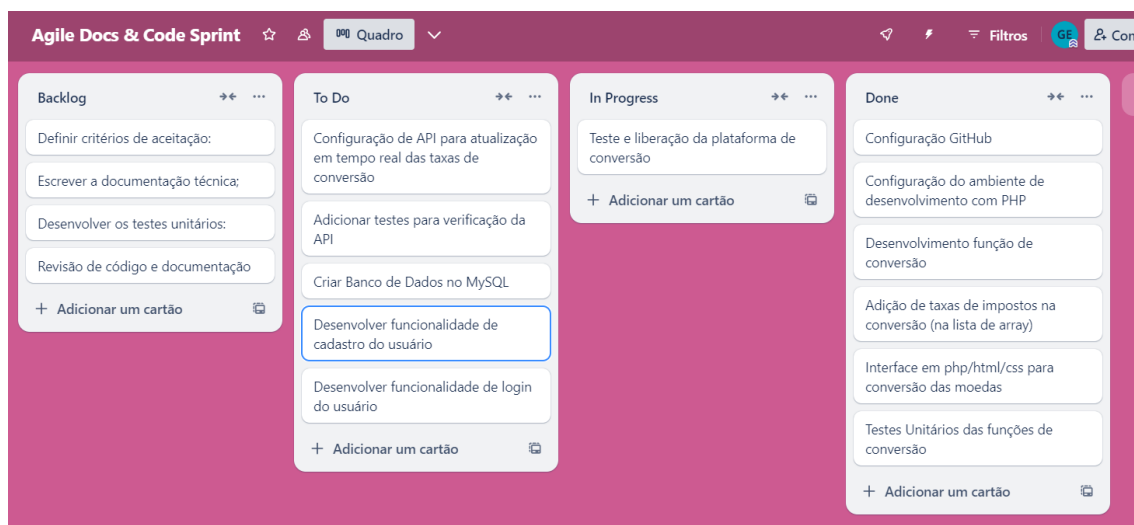 Agile Docs & Code Sprint
Quadro
Filtros
GE
Backlog
Definir critérios de aceitação:
Escrever a documentação técnica;
Desenvolver os testes unitários:
Revisão de código e documentação
+ Adicionar um cartão
To Do
Configuração de API para atualização
em tempo real das taxas de
conversão
Adicionar testes para verificação da
API
Criar Banco de Dados no MySQL
Desenvolver funcionalidade de
cadastro do usuário
Desenvolver funcionalidade de login
do usuário
+ Adicionar um cartão
In Progress
Teste e liberação da plataforma de
conversão
+ Adicionar um cartão
Done
Configuração GitHub
Configuração do ambiente de
desenvolvimento com PHP
Desenvolvimento função de
conversão
Adição de taxas de impostos na
conversão (na lista de array)
Interface em php/html/css para
conversão das moedas
Testes Unitários das funções de
conversão
+ Adicionar um cartão